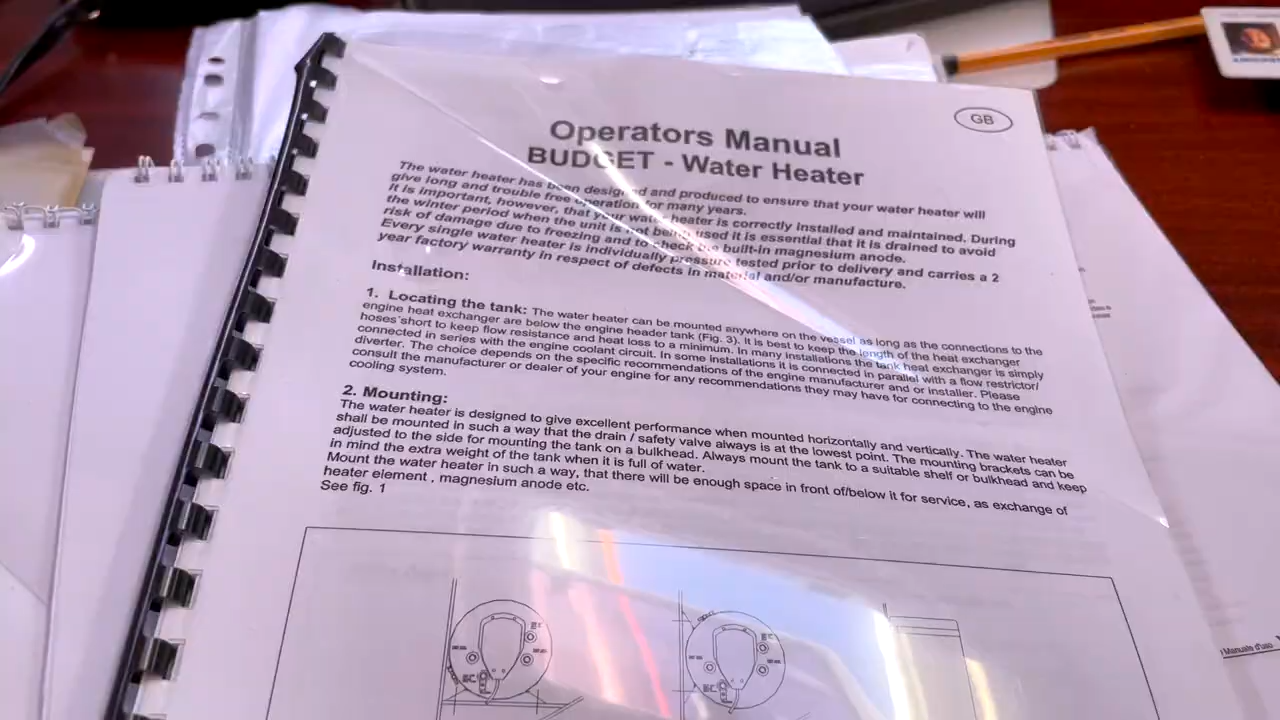 GB
Operators Manual
BUDGET - Water Heater
The water heater has been designed and produced to ensure that your water heater will
give long and trouble free operation for many years.
It is important, however, that your water heater is correctly installed and maintained. During
the winter period when the unit is not being used it is essential that it is drained to avoid
risk of damage due to freezing and to check the built-in magnesium anode.
Every single water heater is individually pressure tested prior to delivery and carries a 2
year factory warranty in respect of defects in material and/or manufacture.
Installation:
1. Locating the tank: The water heater can be mounted anywhere on the vessel as long as the connections to the
engine heat exchanger are below the engine header tank (Fig. 3). It is best to keep the length of the heat exchanger
hoses short to keep flow resistance and heat loss to a minimum. In many installations the tank heat exchanger is simply
connected in series with the engine coolant circuit. In some installations it is connected in parallel with a flow restrictor/
diverter. The choice depends on the specific recommendations of the engine manufacturer and or installer. Please
consult the manufacturer or dealer of your engine for any recommendations they may have for connecting to the engine
cooling system.
2. Mounting:
The water heater is designed to give excellent performance when mounted horizontally and vertically. The water heater
shall be mounted in such a way that the drain / safety valve always is at the lowest point. The mounting brackets can be
adjusted to the side for mounting the tank on a bulkhead. Always mount the tank to a suitable shelf or bulkhead and keep
in mind the extra weight of the tank when it is full of water.
Mount the water heater in such a way, that there will be enough space in front of/below it for service, as exchange of
heater element , magnesium anode etc.
See fig. 1
Manuale d'uso